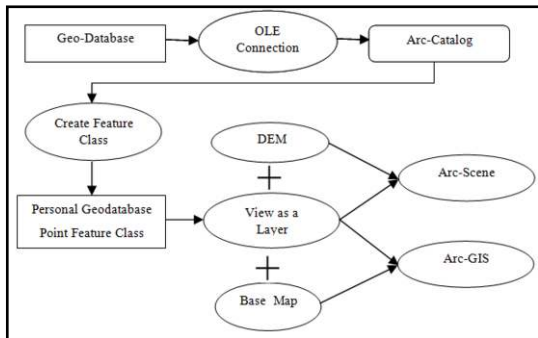 Geo-Database
OLE
Connection
Arc-Catalog
Create Feature
Class
DEM
+
Arc-Scene
Personal Geodatabase
Point Feature Class
View as a
Layer
+
Arc-GIS
Base Map